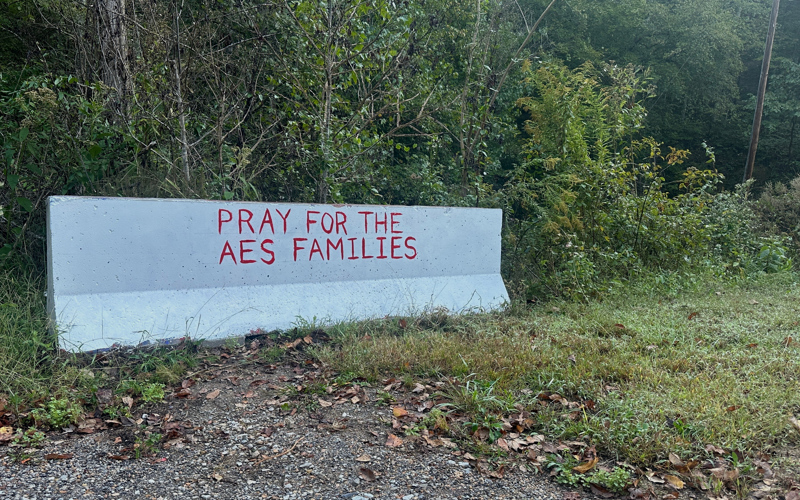 PRAY FOR THE
AES FAMILIES